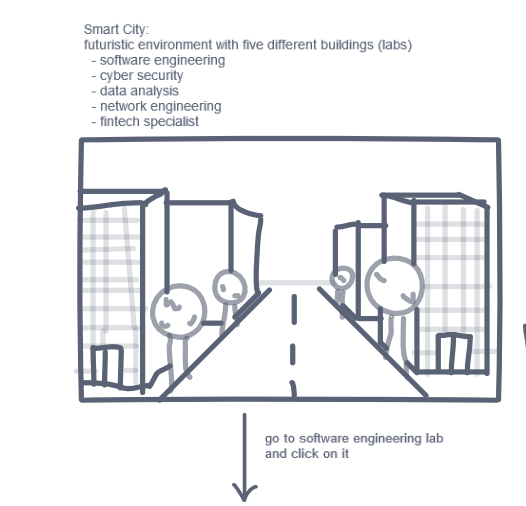 Smart City:
futuristic environment with five different buildings (labs)
- software engineering
- cyber security
- data analysis
- network engineering
- fintech specialist
go to software engineering lab
and click on it